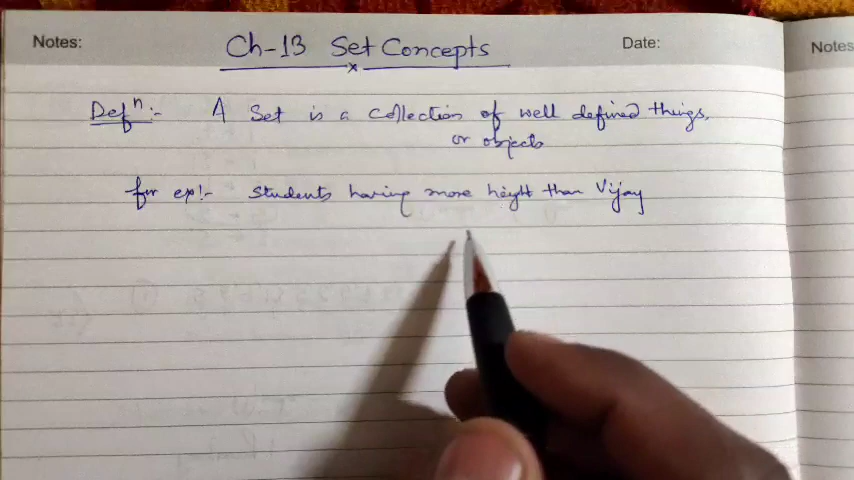 Notes:
Ch-13 Set Concepts
Date:
Notes
Defⁿ:- A Set is a collection of well defined things,
or objects
for ex!- Students having more height than Vijay